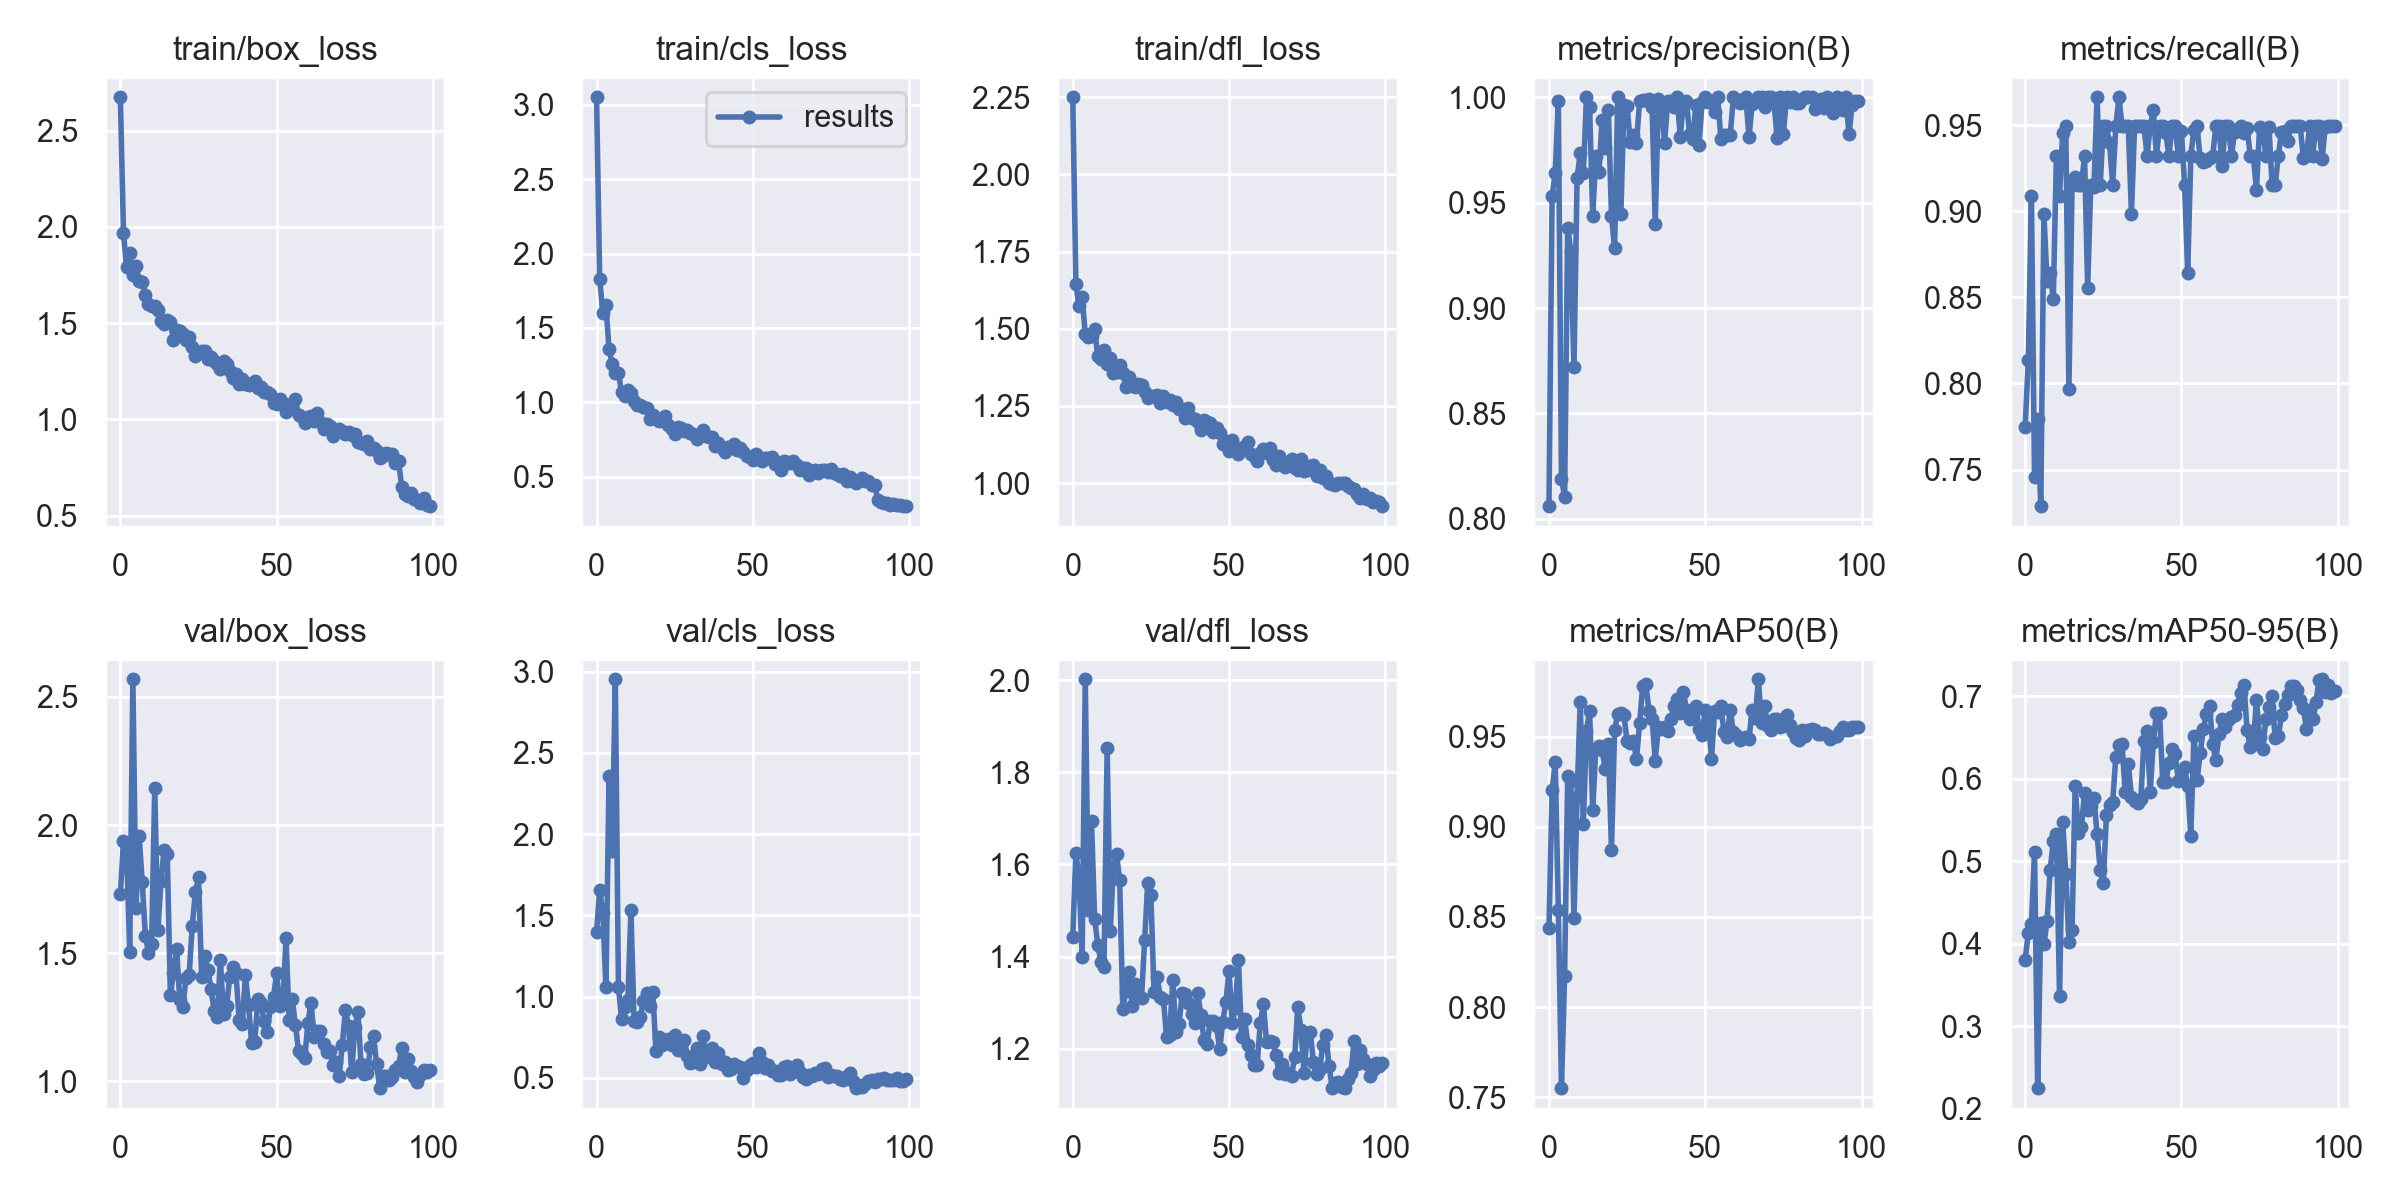 train/box_loss
2.5
2.0
1.5
1.0
0.5
0 50 100
train/cls_loss
results
3.0
2.5
2.0
1.5
1.0
0.5
0 50 100
train/dfl_loss
2.25
2.00
1.75
1.50
1.25
1.00
0 50 100
metrics/precision(B)
1.00
0.95
0.90
0.85
0.80
0 50 100
metrics/recall(B)
0.95
0.90
0.85
0.80
0.75
0 50 100
val/box_loss
2.5
2.0
1.5
1.0
0 50 100
val/cls_loss
3.0
2.5
2.0
1.5
1.0
0.5
0 50 100
val/dfl_loss
2.0
1.8
1.6
1.4
1.2
0 50 100
metrics/mAP50(B)
0.95
0.90
0.85
0.80
0.75
0 50 100
metrics/mAP50-95(B)
0.7
0.6
0.5
0.4
0.3
0.2
0 50 100